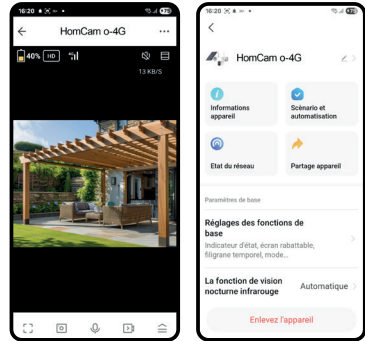 16:20
HomCam o-4G
40% HD
13 KB/S
16:20
HomCam o-4G
Informations
appareil
Scènario et
automatisation
Etat du réseau
Partage appareil
Paramètres de base
Réglages des fonctions de
base
Indicateur d'état, écran rabattable,
filigrane temporel, mode...
La fonction de vision
nocturne infrarouge
Automatique
Enlevez l'appareil